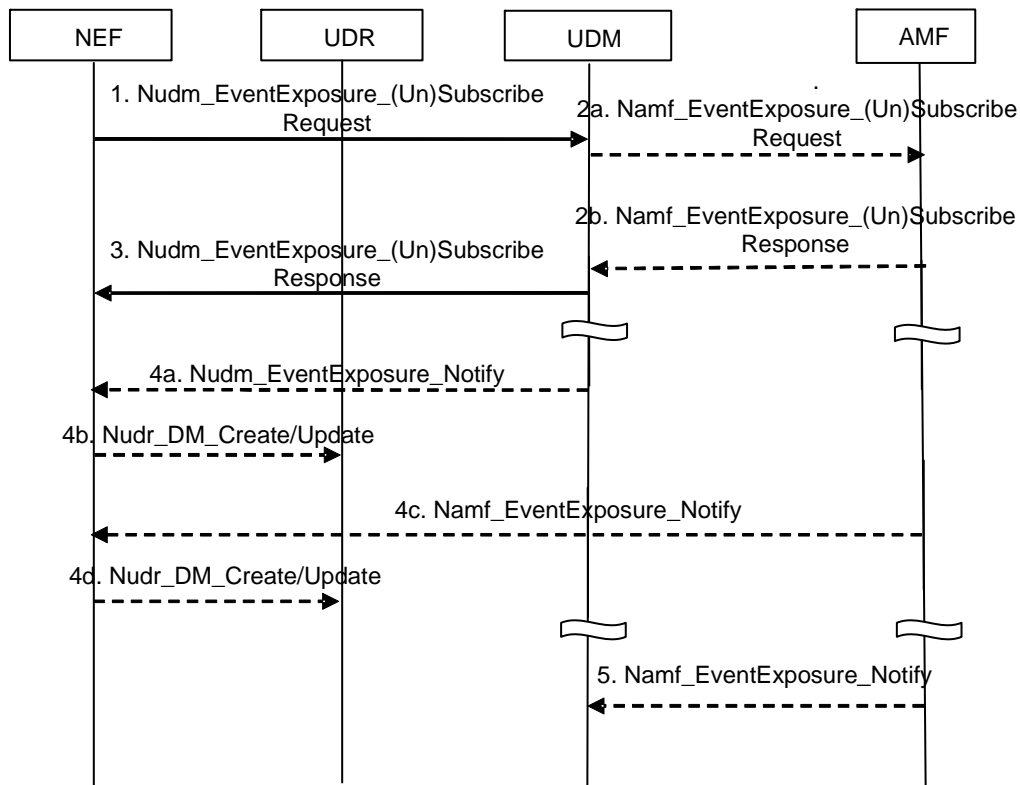 NEF
UDR
UDM
AMF
1. Nudm_EventExposure_(Un)Subscribe
Request
.
2a. Namf_EventExposure_(Un)Subscribe
Request
2b. Namf_EventExposure_(Un)Subscribe
Response
3. Nudm_EventExposure_(Un)Subscribe
Response
4a. Nudm_EventExposure_Notify
4b. Nudr_DM_Create/Update
4c. Namf_EventExposure_Notify
4d. Nudr_DM_Create/Update
5. Namf_EventExposure_Notify